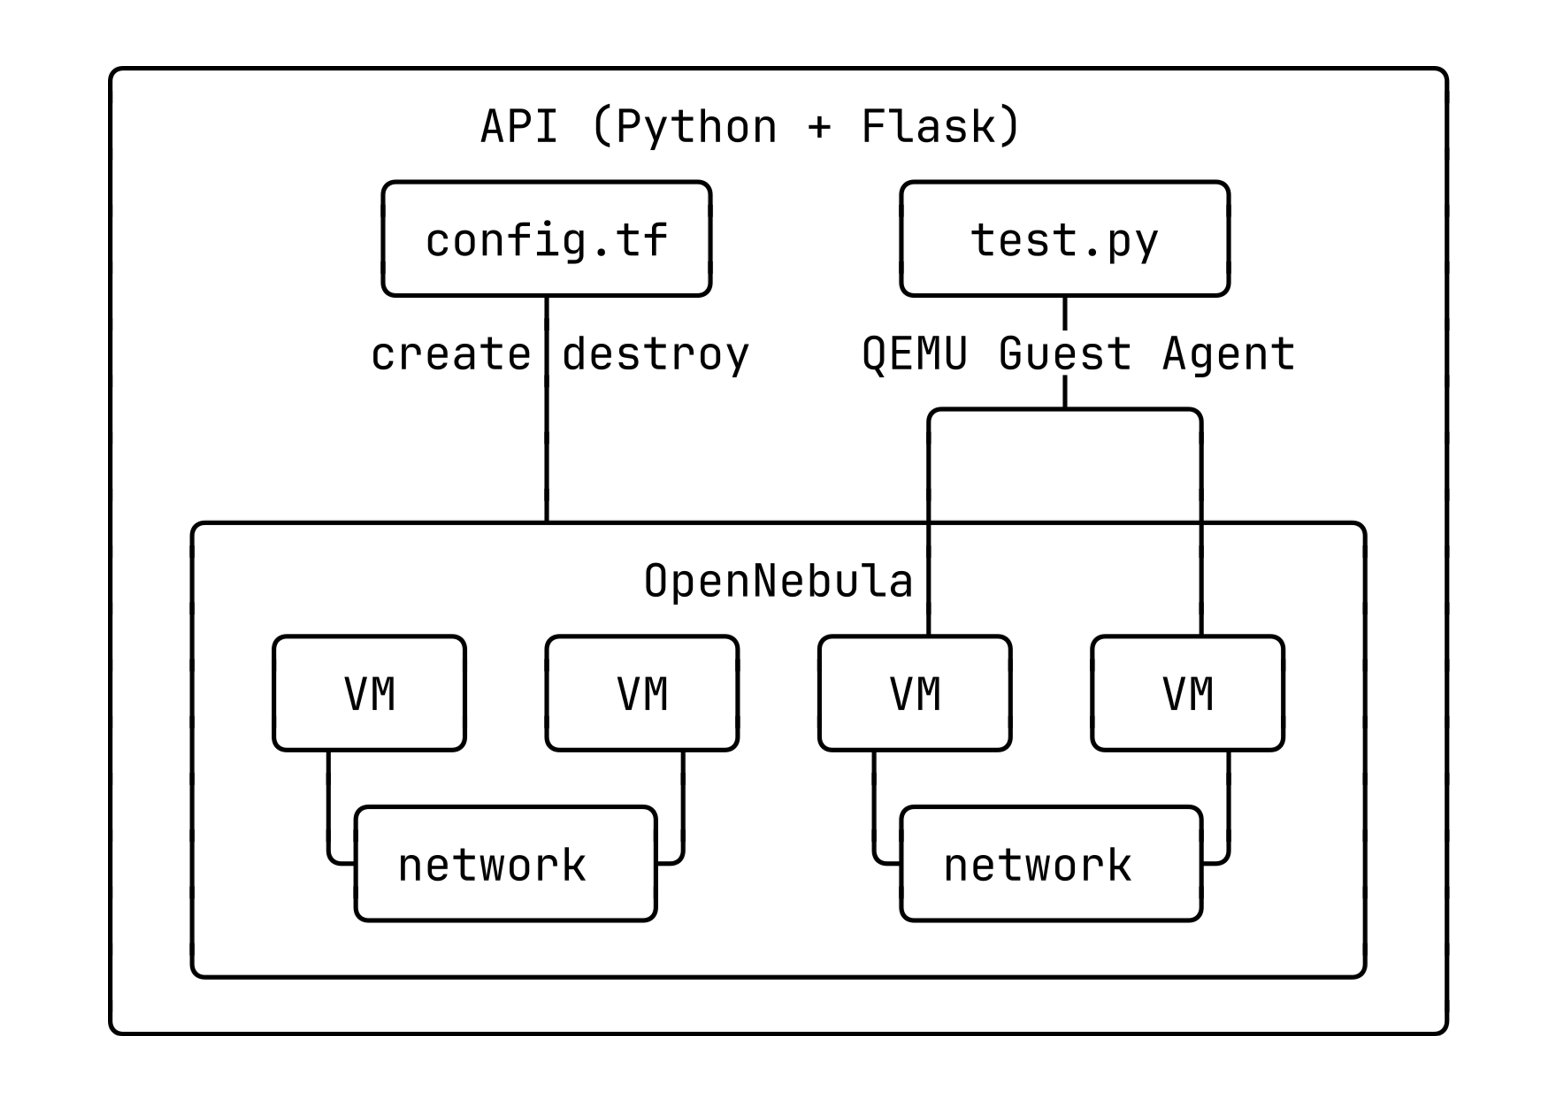 API (Python + Flask)
config.tf
test.py
create destroy
QEMU Guest Agent
OpenNebula
VM
VM
VM
VM
network
network